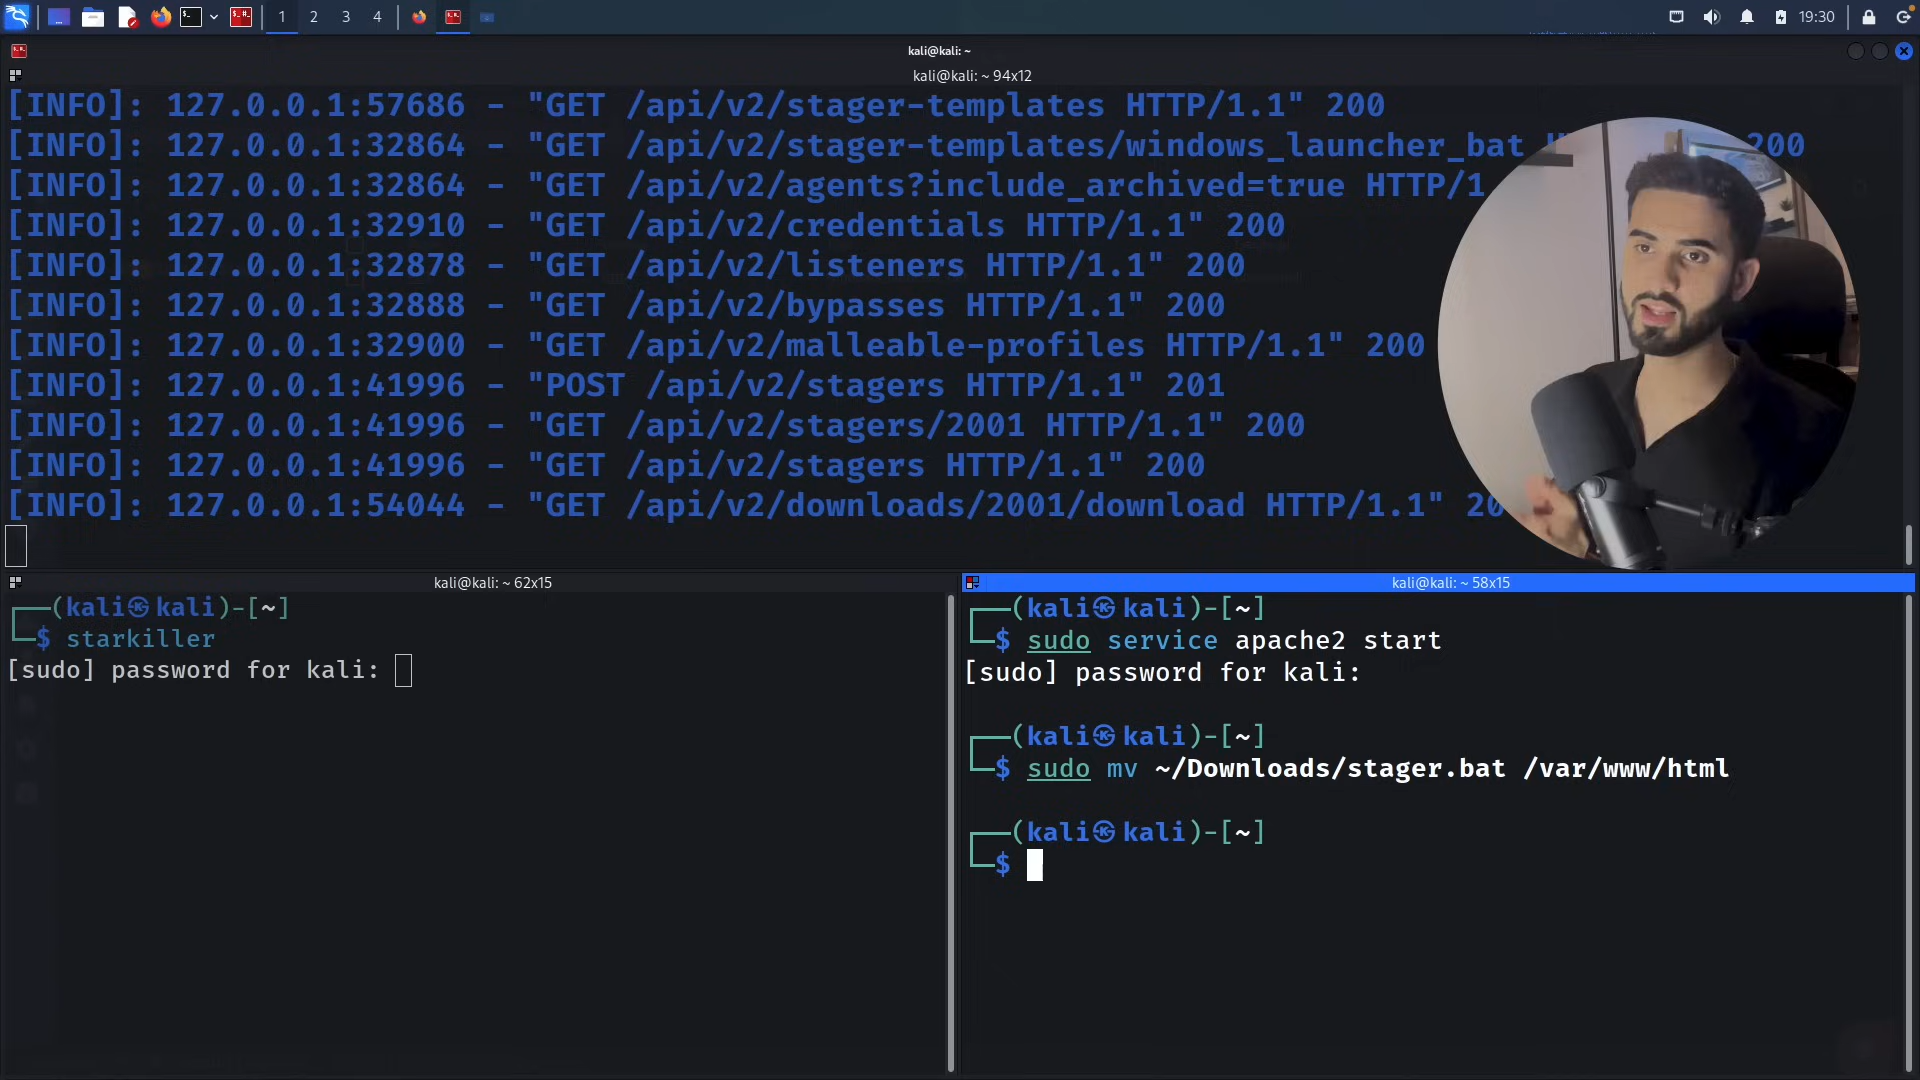 1 2 3 4 19:30
kali@kali: ~
kali@kali: ~ 94x12
[INFO]: 127.0.0.1:57686 - "GET /api/v2/stager-templates HTTP/1.1" 200
[INFO]: 127.0.0.1:32864 - "GET /api/v2/stager-templates/windows_launcher_bat 200
[INFO]: 127.0.0.1:32864 - "GET /api/v2/agents?include_archived=true HTTP/1
[INFO]: 127.0.0.1:32910 - "GET /api/v2/credentials HTTP/1.1" 200
[INFO]: 127.0.0.1:32878 - "GET /api/v2/listeners HTTP/1.1" 200
[INFO]: 127.0.0.1:32888 - "GET /api/v2/bypasses HTTP/1.1" 200
[INFO]: 127.0.0.1:32900 - "GET /api/v2/malleable-profiles HTTP/1.1" 200
[INFO]: 127.0.0.1:41996 - "POST /api/v2/stagers HTTP/1.1" 201
[INFO]: 127.0.0.1:41996 - "GET /api/v2/stagers/2001 HTTP/1.1" 200
[INFO]: 127.0.0.1:41996 - "GET /api/v2/stagers HTTP/1.1" 200
[INFO]: 127.0.0.1:54044 - "GET /api/v2/downloads/2001/download HTTP/1.1" 20
kali@kali: ~ 62x15
┌──(kali㉿kali)-[~]
└─$ starkiller
[sudo] password for kali:
kali@kali: ~ 58x15
┌──(kali㉿kali)-[~]
└─$ sudo service apache2 start
[sudo] password for kali:
┌──(kali㉿kali)-[~]
└─$ sudo mv ~/Downloads/stager.bat /var/www/html
┌──(kali㉿kali)-[~]
└─$